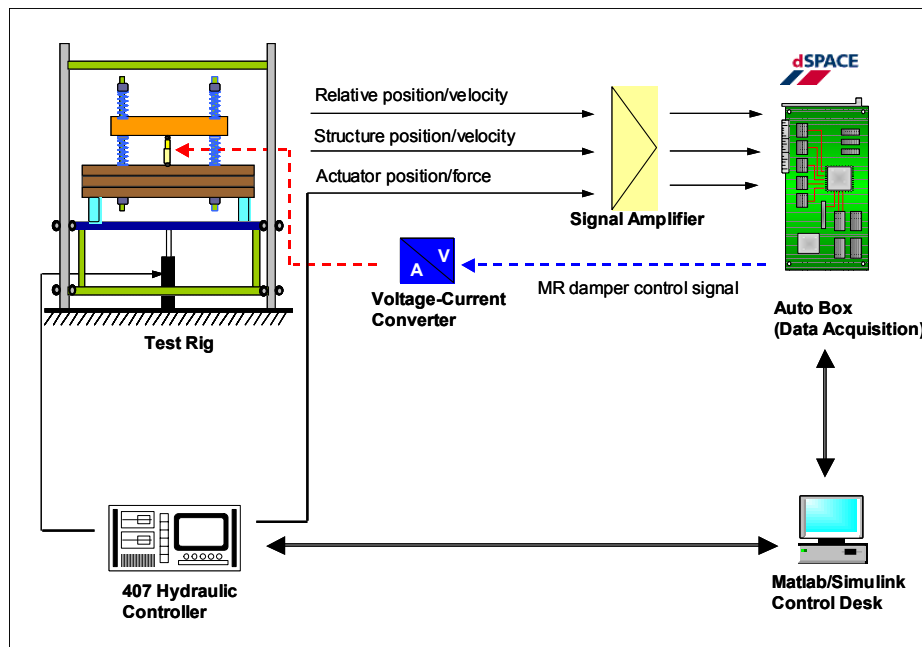 dSPACE
Relative position/velocity
Structure position/velocity
Actuator position/force
Signal Amplifier
V
A
Voltage-Current
Converter
MR damper control signal
Auto Box
(Data Acquisition)
Test Rig
407 Hydraulic
Controller
Matlab/Simulink
Control Desk